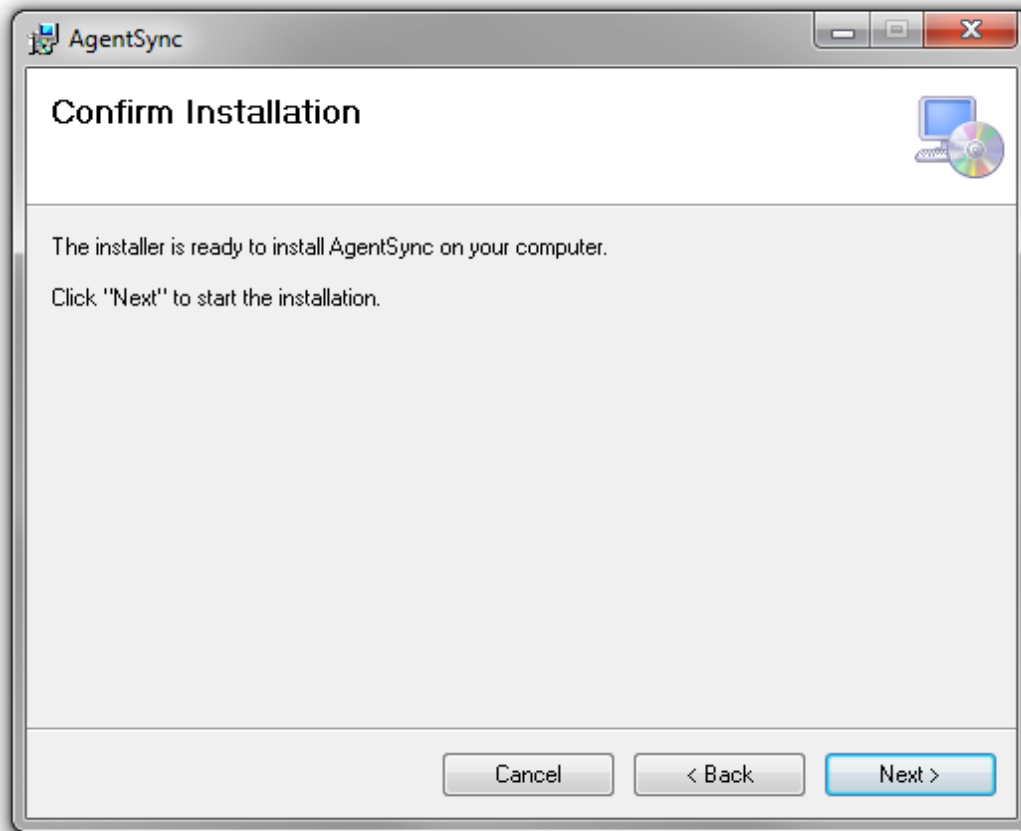 AgentSync
Confirm Installation
The installer is ready to install AgentSync on your computer.
Click "Next" to start the installation.
Cancel
< Back
Next >